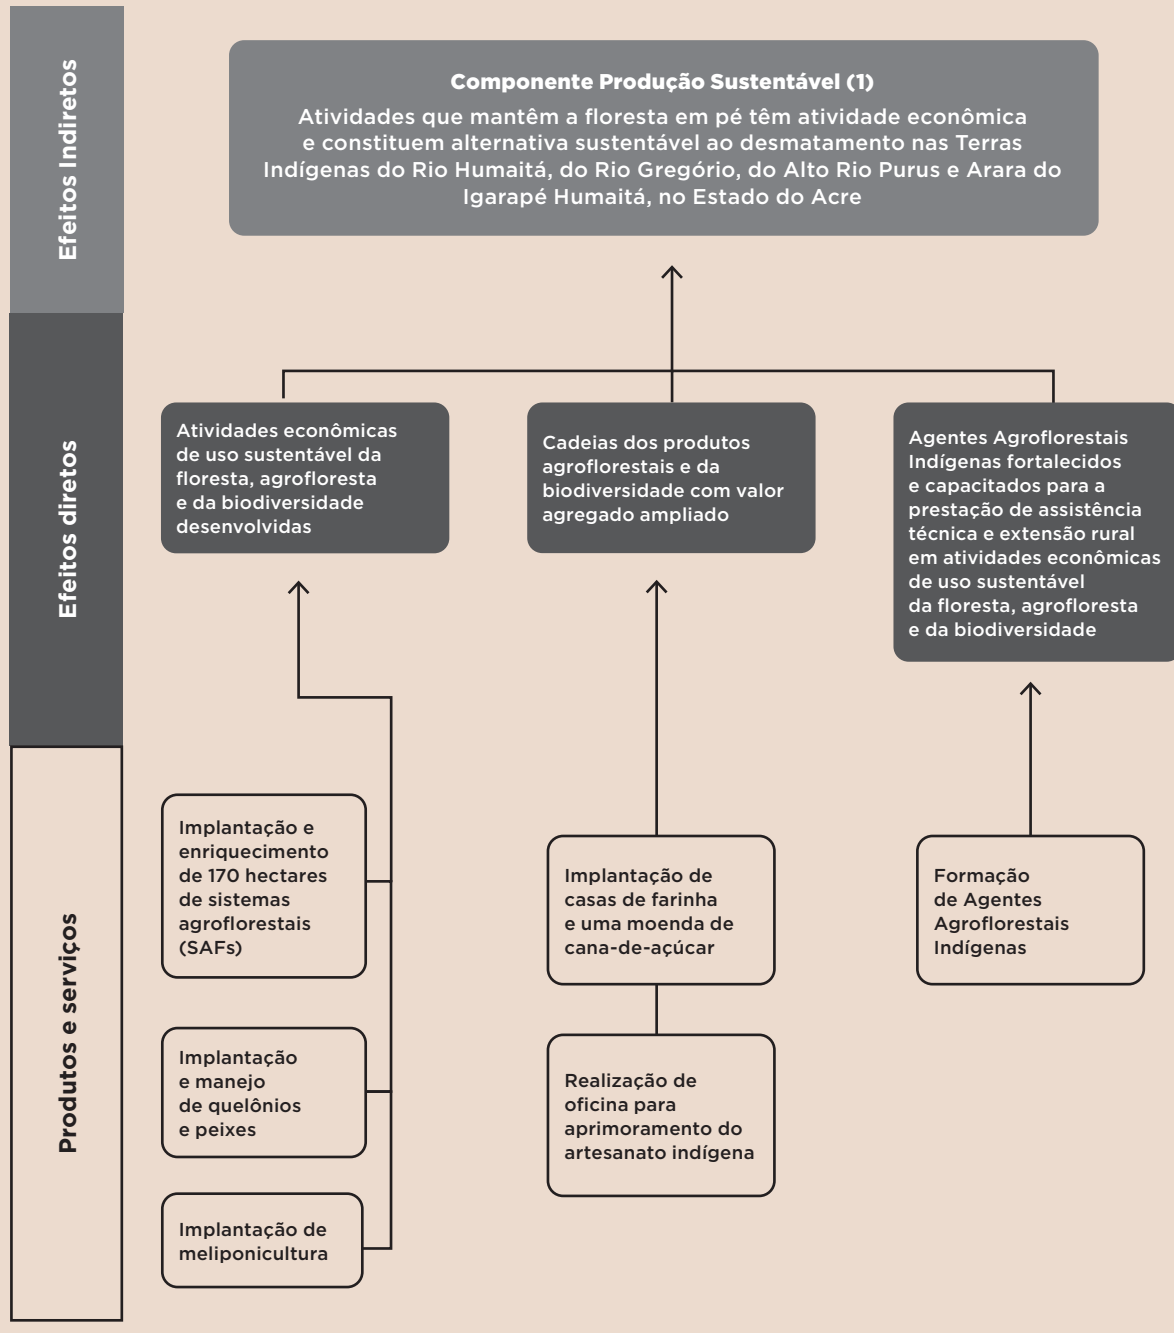 Efeitos Indiretos
Componente Produção Sustentável (1)
Atividades que mantêm a floresta em pé têm atividade econômica
e constituem alternativa sustentável ao desmatamento nas Terras
Indígenas do Rio Humaitá, do Rio Gregório, do Alto Rio Purus e Arara do
Igarapé Humaitá, no Estado do Acre
Efeitos diretos
Atividades econômicas
de uso sustentável da
floresta, agrofloresta
e da biodiversidade
desenvolvidas
Cadeias dos produtos
agroflorestais e da
biodiversidade com valor
agregado ampliado
Agentes Agroflorestais
Indígenas fortalecidos
e capacitados para a
prestação de assistência
técnica e extensão rural
em atividades econômicas
de uso sustentável
da floresta, agrofloresta
e da biodiversidade
Produtos e serviços
Implantação e
enriquecimento
de 170 hectares
de sistemas
agroflorestais
(SAFs)
Implantação
e manejo
de quelônios
e peixes
Implantação de
meliponicultura
Implantação de
casas de farinha
e uma moenda de
cana-de-açúcar
Realização de
oficina para
aprimoramento do
artesanato indígena
Formação
de Agentes
Agroflorestais
Indígenas